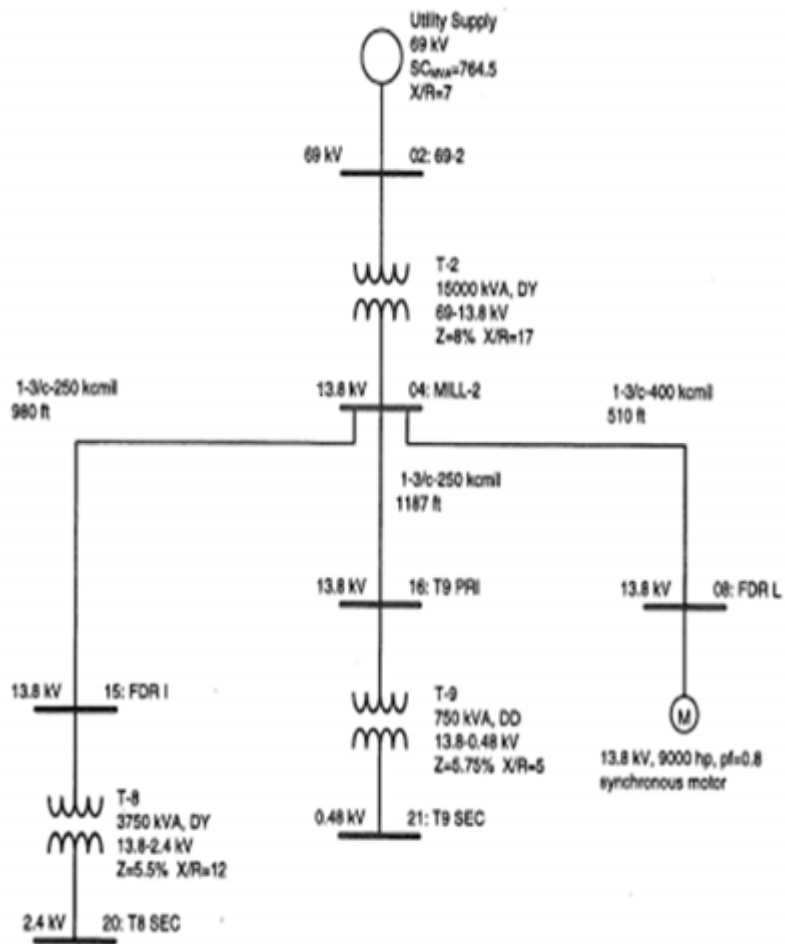 Utility Supply
69 kV
SCMVA=764.5
X/R=7
69 kV 02: 69-2
T-2
15000 kVA, DY
69-13.8 kV
Z=8% X/R=17
1-3/c-250 kcmil
980 ft
13.8 kV 04: MILL-2
1-3/c-400 kcmil
510 ft
1-3/c-250 kcmil
1187 ft
13.8 kV 16: T9 PRI
13.8 kV 08: FDR L
13.8 kV 15: FDR I
T-9
750 kVA, DD
13.8-0.48 kV
Z=5.75% X/R=5
M
13.8 kV, 9000 hp, pf=0.8
synchronous motor
T-8
3750 kVA, DY
13.8-2.4 kV
Z=5.5% X/R=12
0.48 kV 21: T9 SEC
2.4 kV 20: T8 SEC